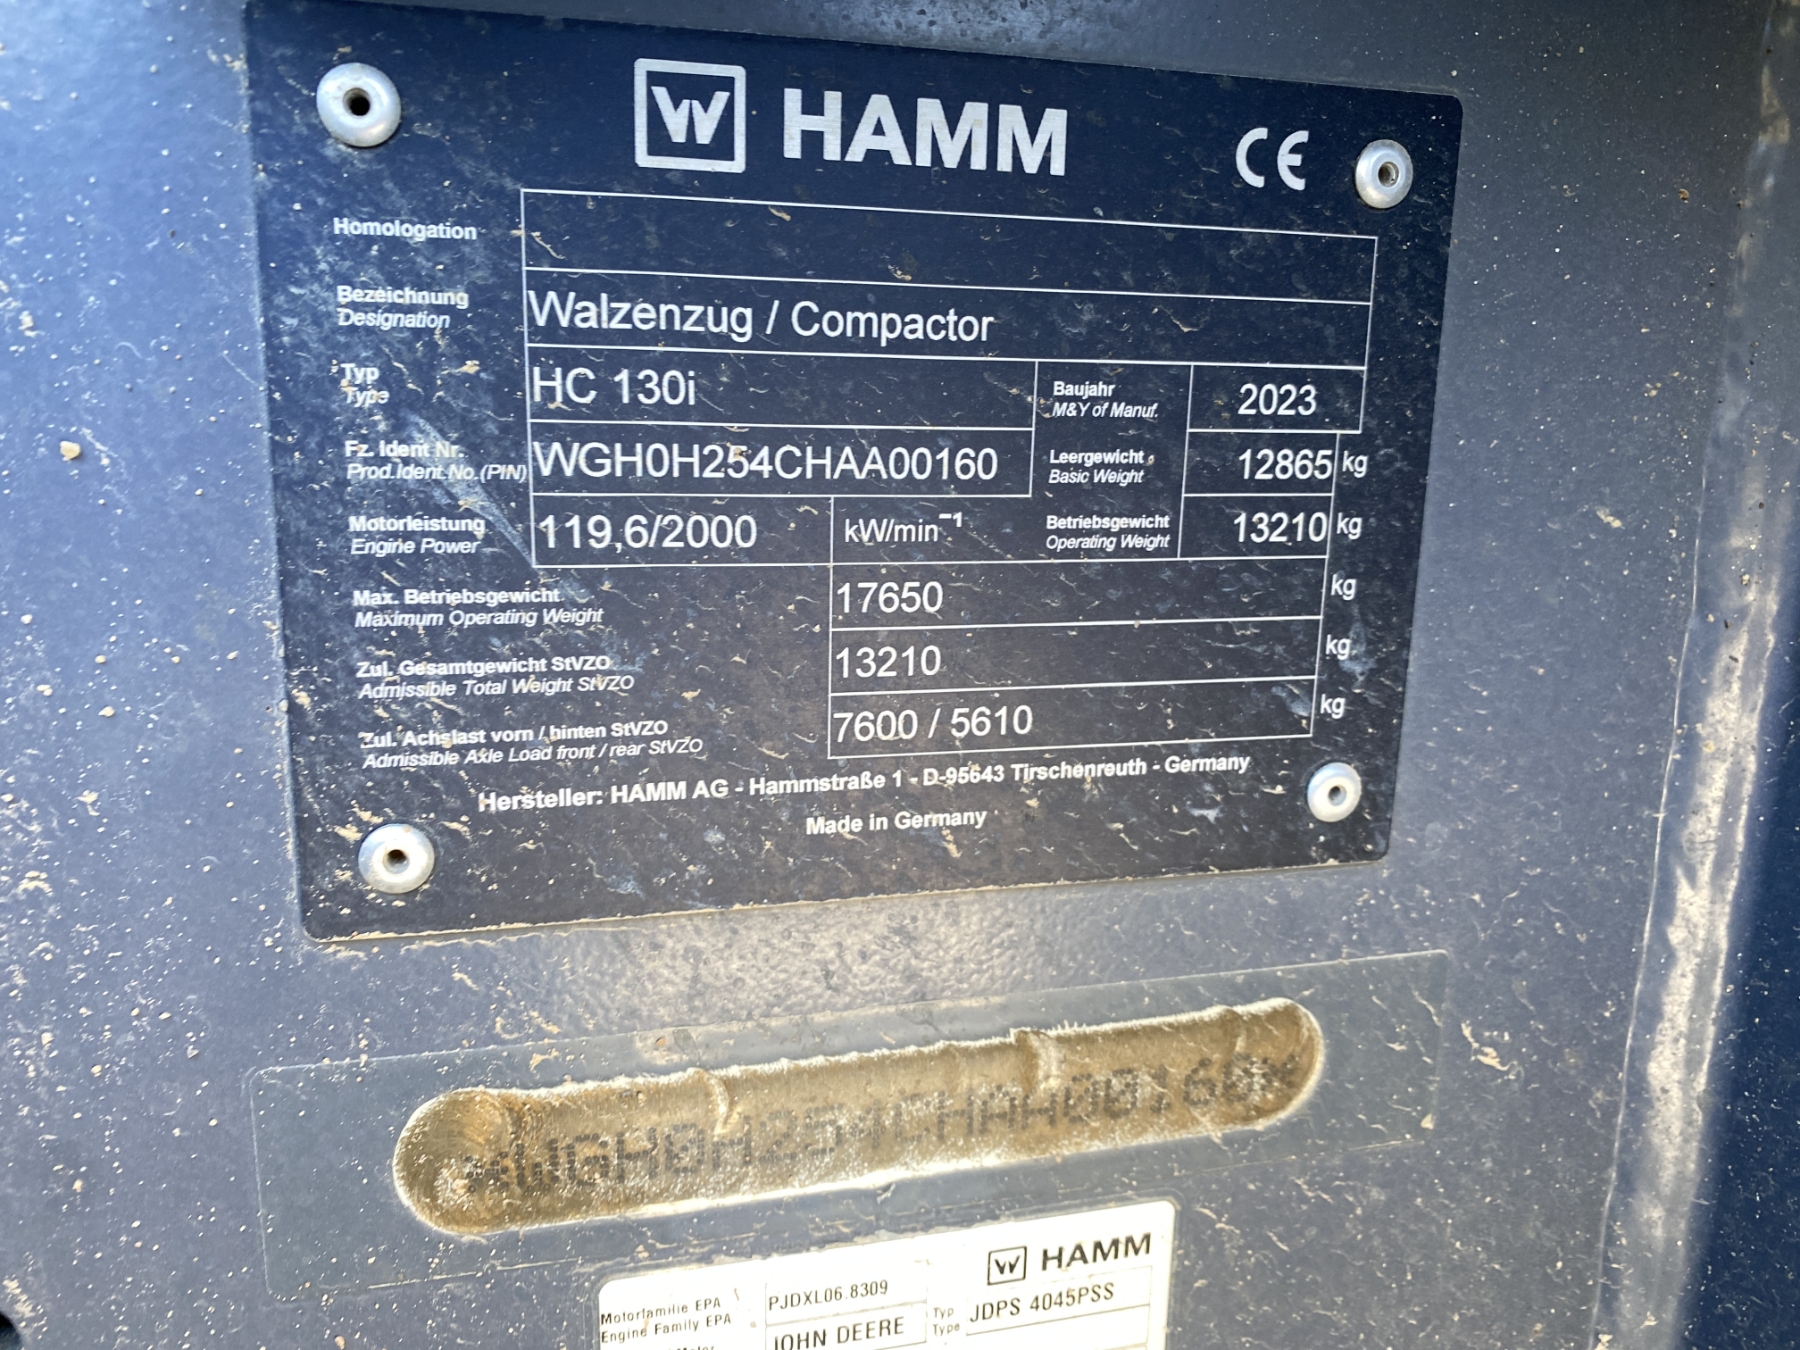 W HAMM CE
Homologation
Bezeichnung
Designation
Walzenzug / Compactor
Typ
Type
HC 130i
Baujahr
M&Y of Manuf.
2023
Fz. Ident Nr.
Prod.Ident.No.(PIN)
WGH0H254CHAA00160
Leergewicht
Basic Weight
12865 kg
Motorleistung
Engine Power
119,6/2000
kW/min⁻¹
Betriebsgewicht
Operating Weight
13210 kg
Max. Betriebsgewicht
Maximum Operating Weight
17650 kg
Zul. Gesamtgewicht StVZO
Admissible Total Weight StVZO
13210 kg
Zul. Achslast vorn / hinten StVZO
Admissible Axle Load front / rear StVZO
7600 / 5610 kg
Hersteller: HAMM AG - Hammstraße 1 - D-95643 Tirschenreuth - Germany
Made in Germany
*WGH0H254CHAA00160*
W HAMM
Motorfamilie EPA
Engine Family EPA
PJDXL06.8309
Typ
Type
JDPS 4045PSS
JOHN DEERE